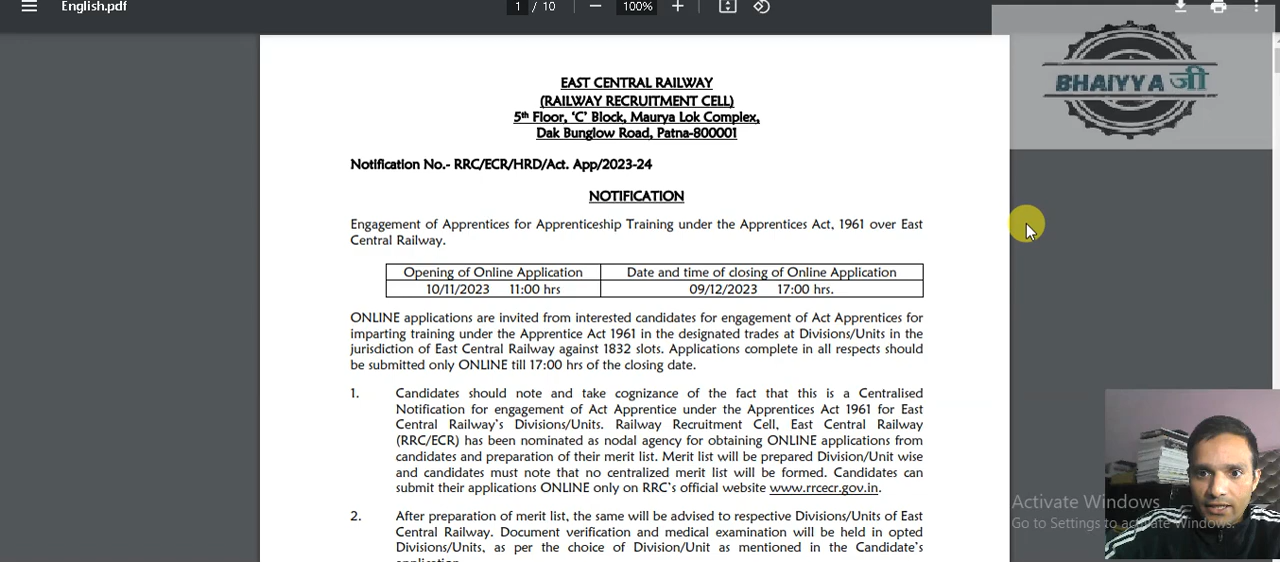 English.pdf
1 / 10
100%
BHAIYYA जी
EAST CENTRAL RAILWAY
(RAILWAY RECRUITMENT CELL)
5th Floor, ‘C’ Block, Maurya Lok Complex,
Dak Bunglow Road, Patna-800001
Notification No.- RRC/ECR/HRD/Act. App/2023-24
NOTIFICATION
Engagement of Apprentices for Apprenticeship Training under the Apprentices Act, 1961 over East
Central Railway.
Opening of Online Application Date and time of closing of Online Application
10/11/2023 11:00 hrs 09/12/2023 17:00 hrs.
ONLINE applications are invited from interested candidates for engagement of Act Apprentices for
imparting training under the Apprentice Act 1961 in the designated trades at Divisions/Units in the
jurisdiction of East Central Railway against 1832 slots. Applications complete in all respects should
be submitted only ONLINE till 17:00 hrs of the closing date.
1. Candidates should note and take cognizance of the fact that this is a Centralised
Notification for engagement of Act Apprentice under the Apprentices Act 1961 for East
Central Railway’s Divisions/Units. Railway Recruitment Cell, East Central Railway
(RRC/ECR) has been nominated as nodal agency for obtaining ONLINE applications from
candidates and preparation of their merit list. Merit list will be prepared Division/Unit wise
and candidates must note that no centralized merit list will be formed. Candidates can
submit their applications ONLINE only on RRC’s official website www.rrcecr.gov.in.
2. After preparation of merit list, the same will be advised to respective Divisions/Units of East
Central Railway. Document verification and medical examination will be held in opted
Divisions/Units, as per the choice of Division/Unit as mentioned in the Candidate’s
Activate Windows
Go to Settings to activate Windows.